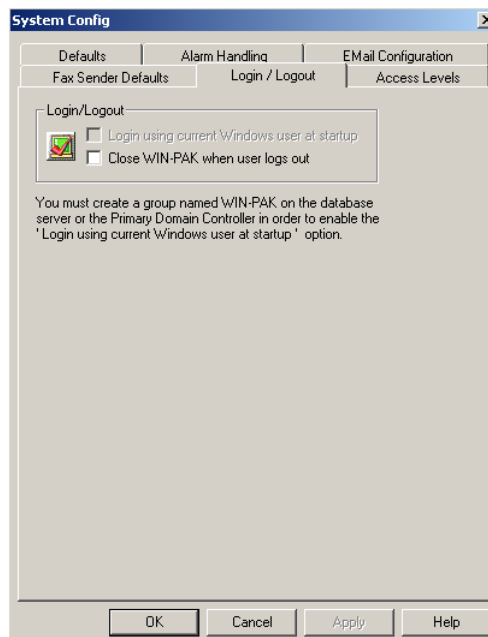 System Config
Defaults
Alarm Handling
EMail Configuration
Fax Sender Defaults
Login / Logout
Access Levels
Login/Logout
Login using current Windows user at startup
Close WIN-PAK when user logs out
You must create a group named WIN-PAK on the database
server or the Primary Domain Controller in order to enable the
'Login using current Windows user at startup ' option.
OK
Cancel
Apply
Help